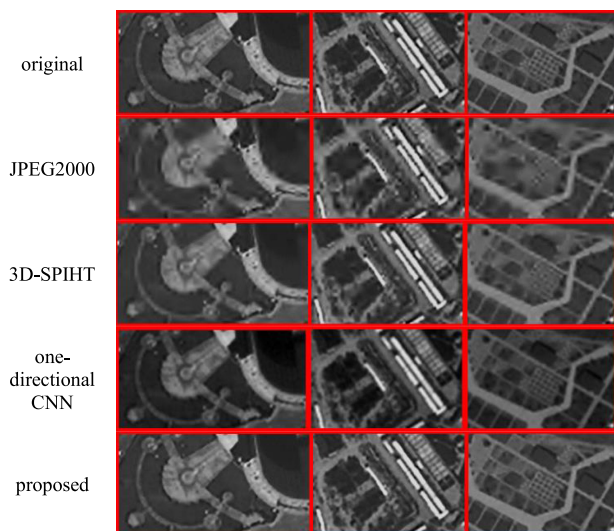 original
JPEG2000
3D-SPIHT
one-
directional
CNN
proposed